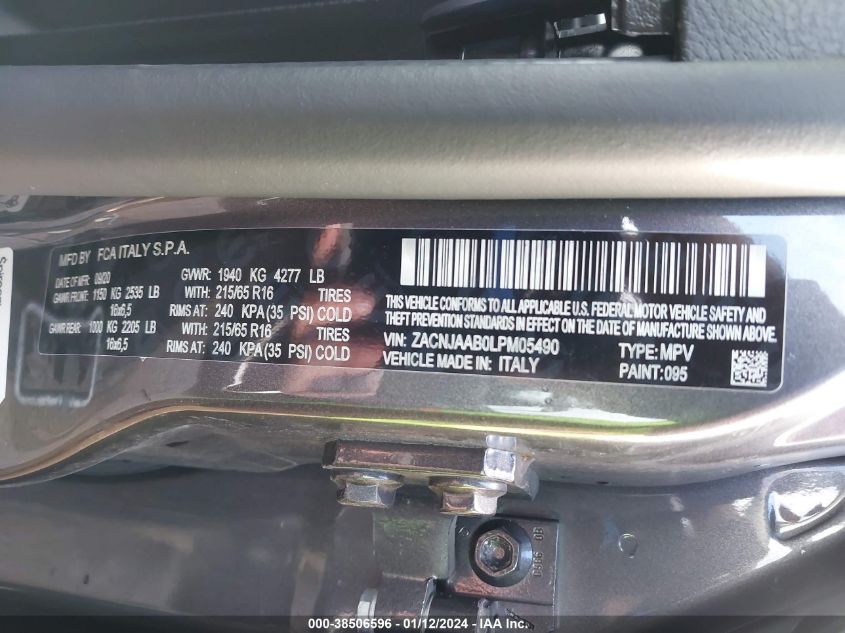 MFD BY FCA ITALY S.P.A.
DATE OF MFR: 09/20 GVWR: 1940 KG 4277 LB
GAWR FRONT: 1150 KG 2535 LB WITH: 215/65 R16 TIRES
16x6,5 RIMS AT: 240 KPA (35 PSI) COLD
GAWR REAR: 1000 KG 2205 LB WITH: 215/65 R16 TIRES
16x6,5 RIMS AT: 240 KPA (35 PSI) COLD
THIS VEHICLE CONFORMS TO ALL APPLICABLE U.S. FEDERAL MOTOR VEHICLE SAFETY AND
THEFT PREVENTION STANDARDS IN EFFECT ON THE DATE OF MANUFACTURE SHOWN ABOVE.
VIN: ZACNJAAB0LPM05490 TYPE: MPV
VEHICLE MADE IN: ITALY PAINT: 095
000-38506596 - 01/12/2024 - IAA Inc.